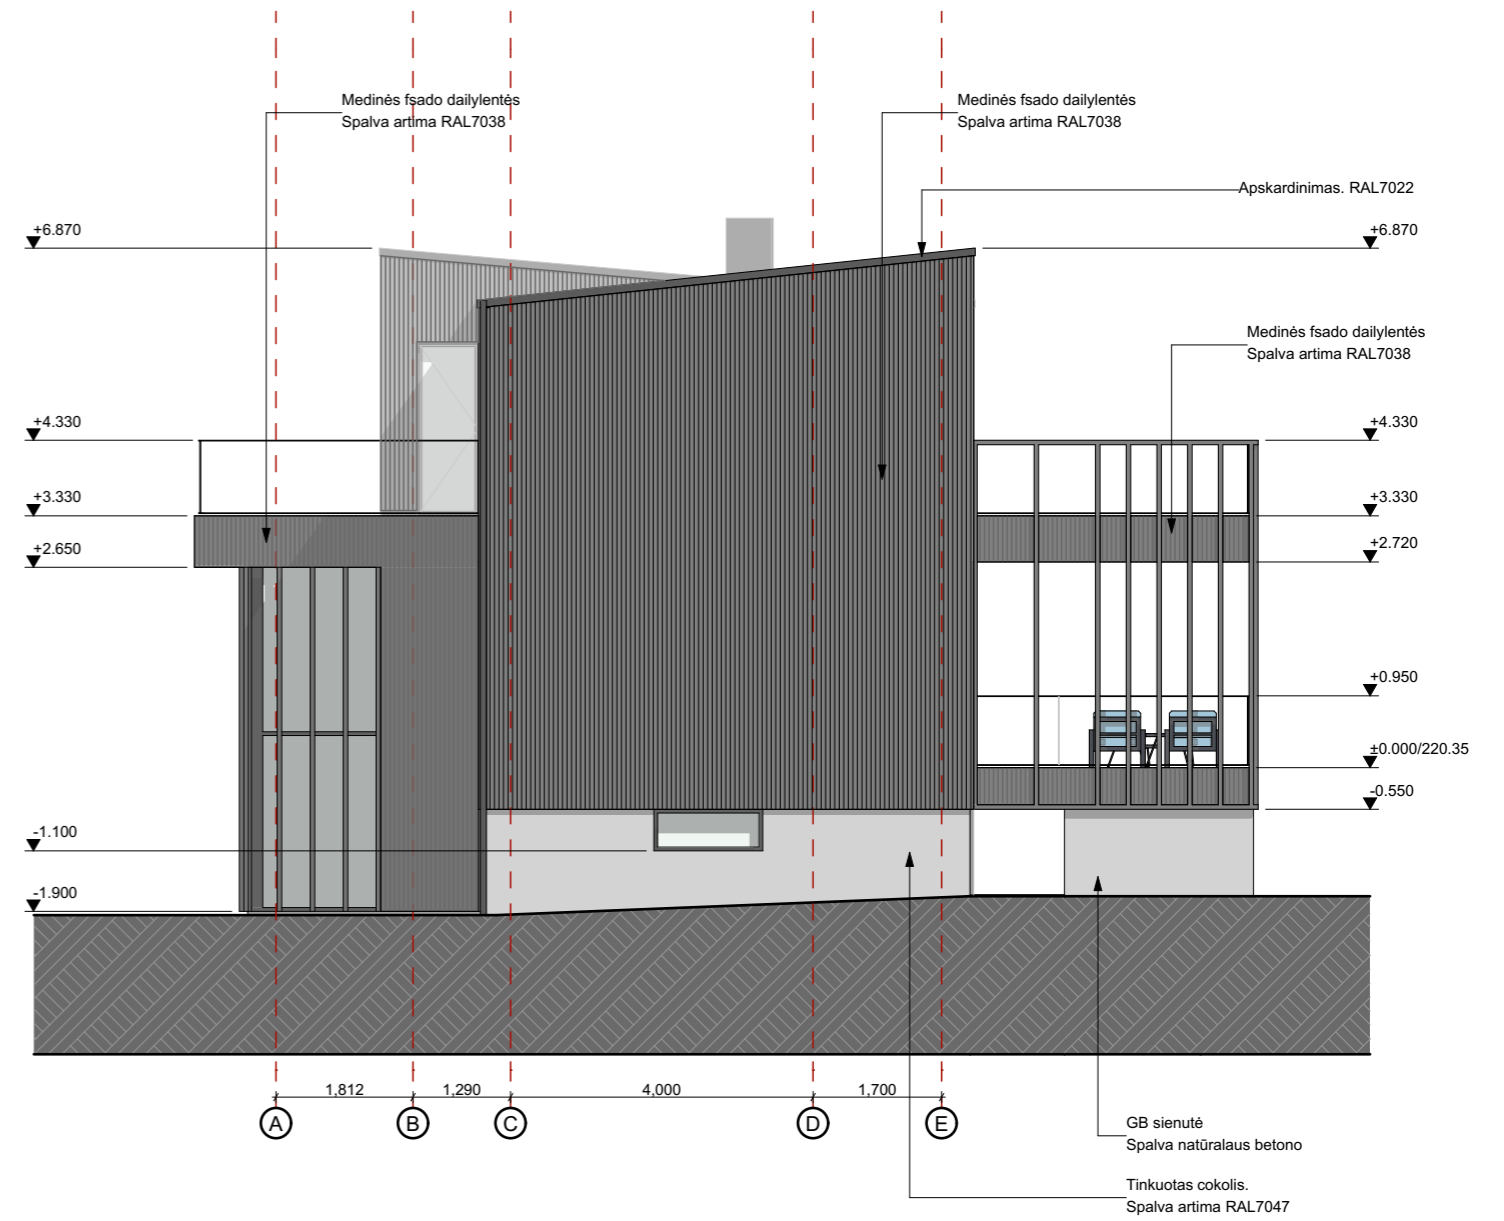 Medinės fsado dailylentės
Spalva artima RAL7038
Medinės fsado dailylentės
Spalva artima RAL7038
Apskardinimas. RAL7022
+6.870
+6.870
Medinės fsado dailylentės
Spalva artima RAL7038
+4.330
+4.330
+3.330
+3.330
+2.650
+2.720
+0.950
±0.000/220.35
-0.550
-1.100
-1.900
1,812
1,290
4,000
1,700
A
B
C
D
E
GB sienutė
Spalva natūralaus betono
Tinkuotas cokolis.
Spalva artima RAL7047